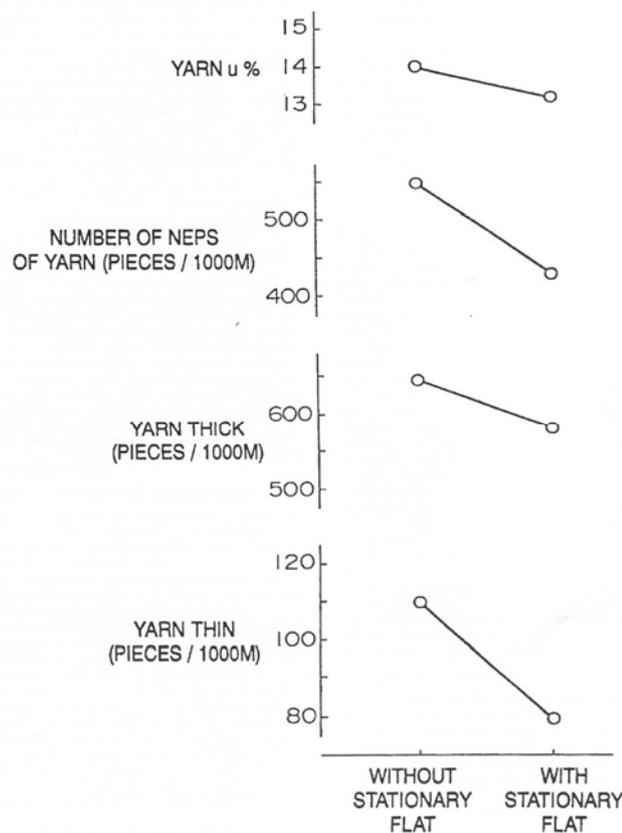 15
YARN u % 14
13
500
NUMBER OF NEPS
OF YARN (PIECES / 1000M)
400
600
YARN THICK
(PIECES / 1000M)
500
120
YARN THIN
100
(PIECES / 1000M)
80
WITHOUT
STATIONARY
FLAT
WITH
STATIONARY
FLAT